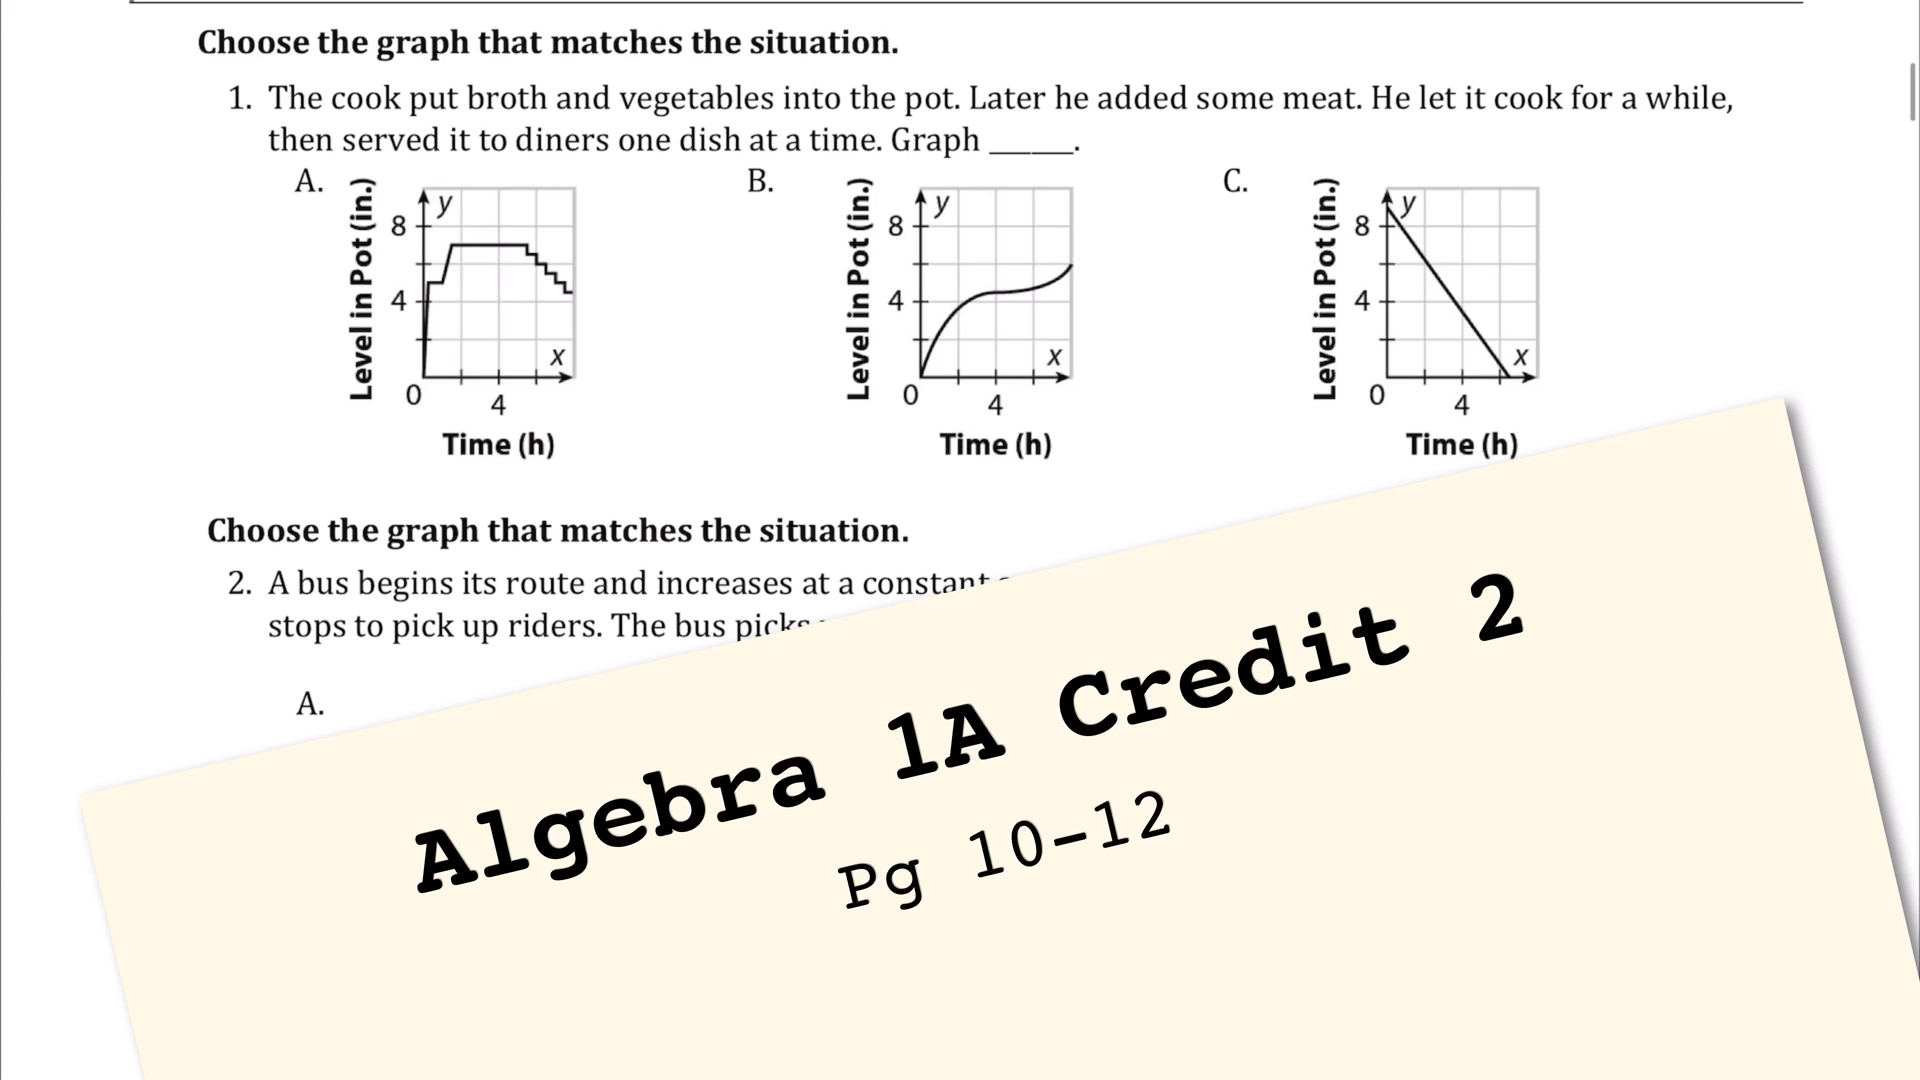 Choose the graph that matches the situation.
1. The cook put broth and vegetables into the pot. Later he added some meat. He let it cook for a while,
then served it to diners one dish at a time. Graph ______.
A.
Level in Pot (in.)
y
8
4
x
0
4
Time (h)
B.
Level in Pot (in.)
y
8
4
x
0
4
Time (h)
C.
Level in Pot (in.)
y
8
4
x
0
4
Time (h)
Choose the graph that matches the situation.
2. A bus begins its route and increases at a constant
stops to pick up riders. The bus picks
A.
Algebra 1A Credit 2
Pg 10-12